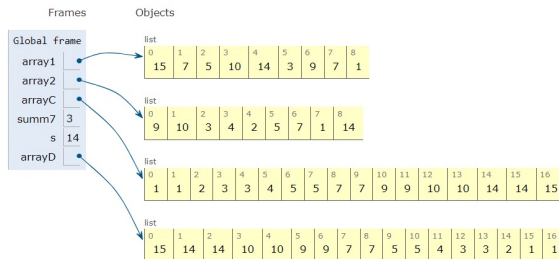 Frames Objects
Global frame
array1
array2
arrayC
summ7 3
s 14
arrayD
list
0 1 2 3 4 5 6 7 8
15 7 5 10 14 3 9 7 1
list
0 1 2 3 4 5 6 7 8
9 10 3 4 2 5 7 1 14
list
0 1 2 3 4 5 6 7 8 9 10 11 12 13 14 15 16
1 1 2 3 3 4 5 5 7 7 9 9 10 10 14 14 15
list
0 1 2 3 4 5 6 7 8 9 10 11 12 13 14 15 16
15 14 14 10 10 9 9 7 7 5 5 4 3 3 2 1 1